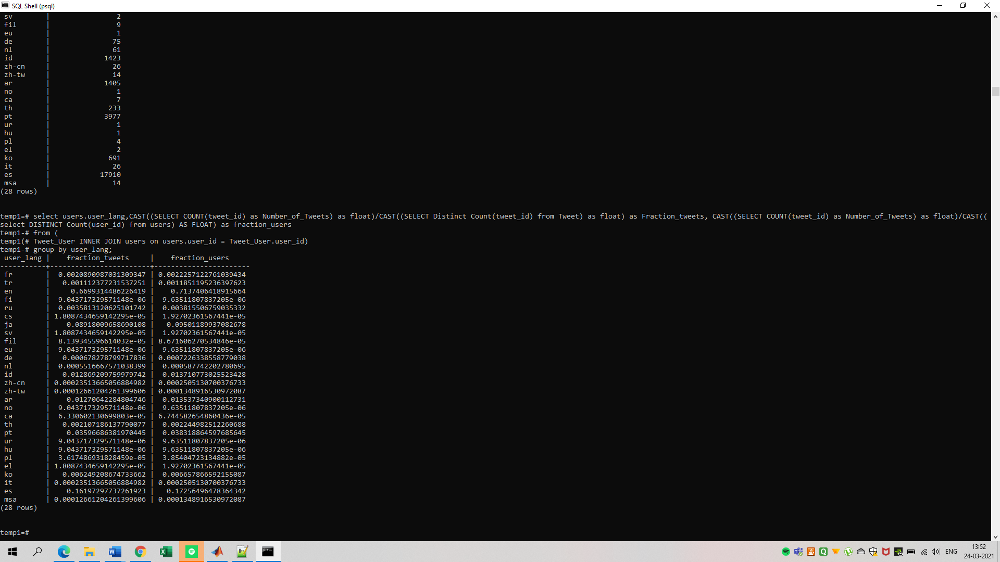 SQL Shell (psql)
sv | 2
fil | 9
eu | 1
de | 75
nl | 61
id | 1423
zh-cn | 26
zh-tw | 14
ar | 1405
no | 1
ca | 7
th | 233
pt | 3977
ur | 1
hu | 1
pl | 4
el | 2
ko | 691
it | 26
es | 17910
msa | 14
(28 rows)
temp1=# select users.user_lang,CAST((SELECT COUNT(tweet_id) as Number_of_Tweets) as float)/CAST((SELECT Distinct Count(tweet_id) from Tweet) as float) as Fraction_tweets, CAST((SELECT COUNT(tweet_id) as Number_of_Tweets) as float)/CAST((
select DISTINCT Count(user_id) from users) AS FLOAT) as fraction_users
temp1-# from (
temp1(# Tweet_User INNER JOIN users on users.user_id = Tweet_User.user_id)
temp1-# group by user_lang;
user_lang | fraction_tweets | fraction_users
-----------+------------------------+-----------------------
fr | 0.0020890987031309347 | 0.0022257122761039434
tr | 0.001112377231537251 | 0.0011851195236397623
en | 0.6699314486226419 | 0.7137406418915664
fi | 9.043717329571148e-06 | 9.63511807837205e-06
ru | 0.0035813120625101742 | 0.003815506759035332
cs | 1.8087434659142295e-05 | 1.92702361567441e-05
ja | 0.08918009658690108 | 0.09501189937082678
sv | 1.8087434659142295e-05 | 1.92702361567441e-05
fil | 8.139345596614032e-05 | 8.671606270534846e-05
eu | 9.043717329571148e-06 | 9.63511807837205e-06
de | 0.000678278799717836 | 0.0007226338558779038
nl | 0.0005516667571038399 | 0.000587742202780695
id | 0.012869209759979742 | 0.013710773025523428
zh-cn | 0.00023513665056884982 | 0.0002505130700376733
zh-tw | 0.00012661204261399606 | 0.0001348916530972087
ar | 0.01270642284804746 | 0.013537340900112731
no | 9.043717329571148e-06 | 9.63511807837205e-06
ca | 6.330602130699803e-05 | 6.744582654860436e-05
th | 0.002107186137790077 | 0.002244982512260688
pt | 0.03596686381970445 | 0.038318864597685645
ur | 9.043717329571148e-06 | 9.63511807837205e-06
hu | 9.043717329571148e-06 | 9.63511807837205e-06
pl | 3.617486931828459e-05 | 3.85404723134882e-05
el | 1.8087434659142295e-05 | 1.92702361567441e-05
ko | 0.006249208674733662 | 0.006657866592155087
it | 0.00023513665056884982 | 0.0002505130700376733
es | 0.16197297737261923 | 0.17256496478364342
msa | 0.00012661204261399606 | 0.0001348916530972087
(28 rows)
temp1=#
ENG
13:52
24-03-2021